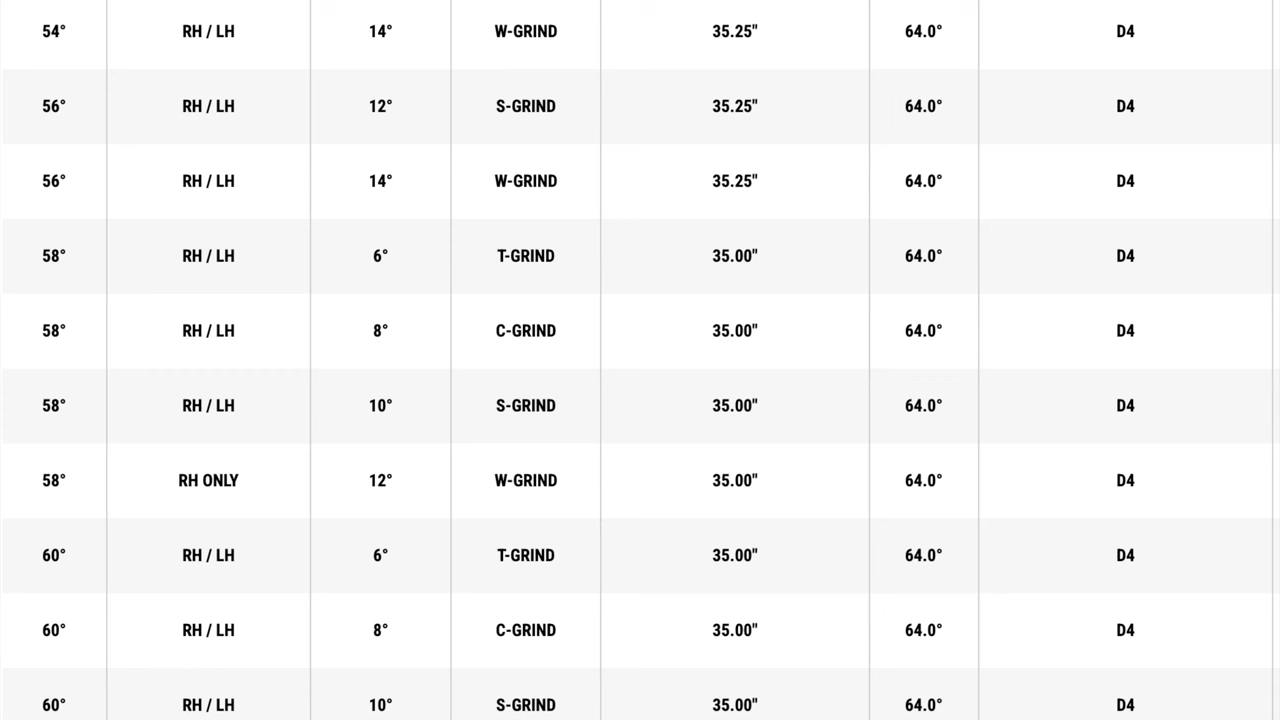 54° RH / LH 14° W-GRIND 35.25" 64.0° D4
56° RH / LH 12° S-GRIND 35.25" 64.0° D4
56° RH / LH 14° W-GRIND 35.25" 64.0° D4
58° RH / LH 6° T-GRIND 35.00" 64.0° D4
58° RH / LH 8° C-GRIND 35.00" 64.0° D4
58° RH / LH 10° S-GRIND 35.00" 64.0° D4
58° RH ONLY 12° W-GRIND 35.00" 64.0° D4
60° RH / LH 6° T-GRIND 35.00" 64.0° D4
60° RH / LH 8° C-GRIND 35.00" 64.0° D4
60° RH / LH 10° S-GRIND 35.00" 64.0° D4